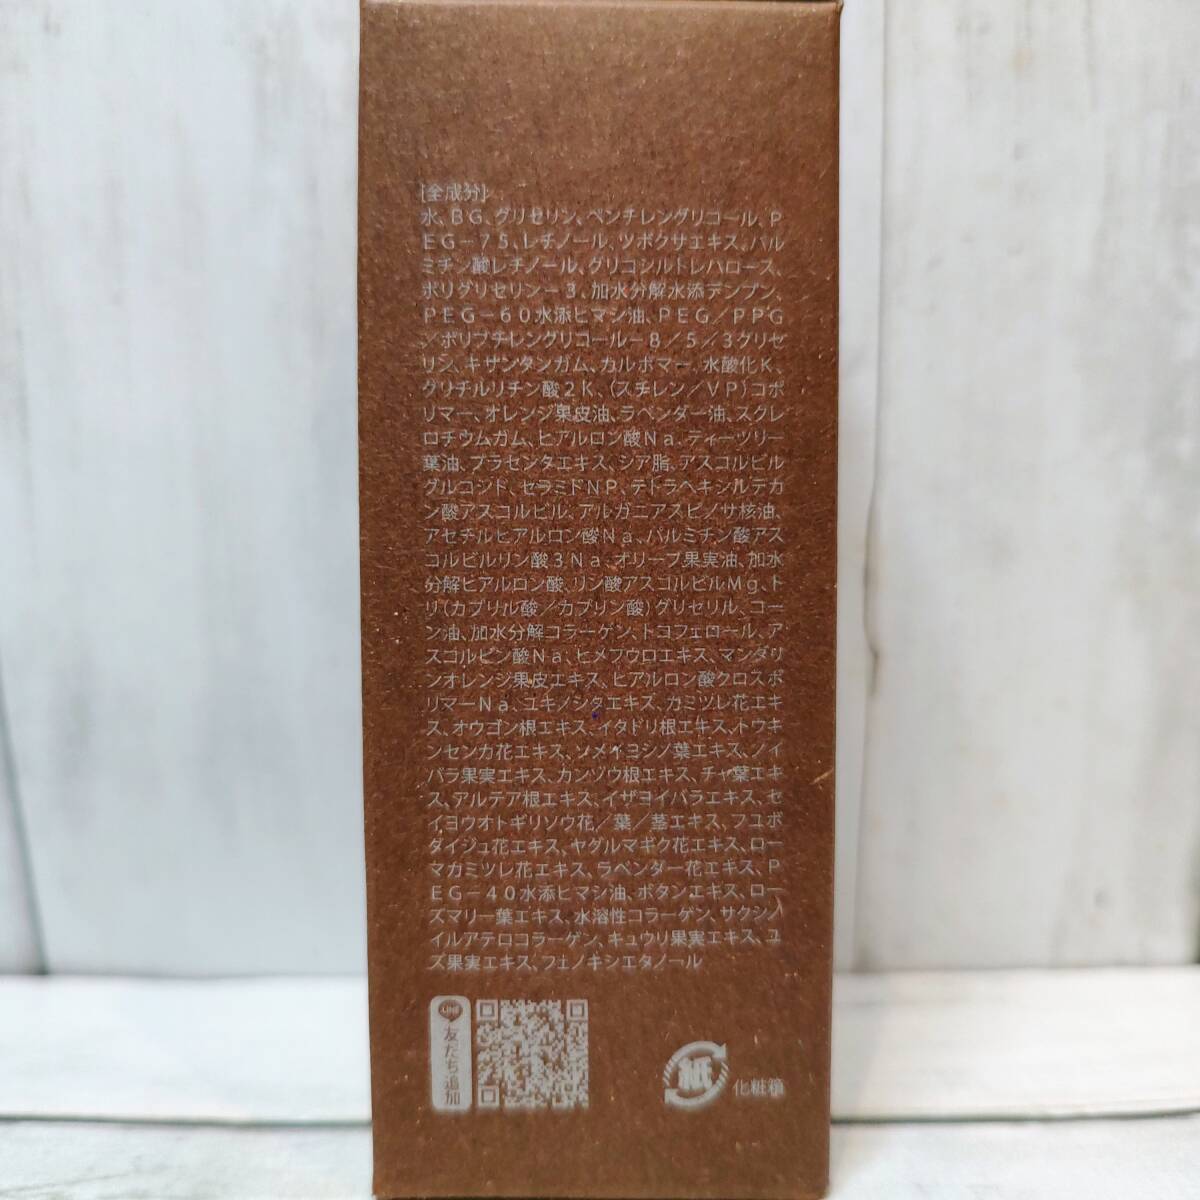 [全成分]
水、BG、グリセリン、ペンチレングリコール、P
EG－75、レチノール、ツボクサエキス、パル
ミチン酸レチノール、グリコシルトレハロース、
ポリグリセリン－3、加水分解水添デンプン、
PEG－60水添ヒマシ油、PEG／PPG
／ポリブチレングリコール－8／5／3グリセ
リン、キサンタンガム、カルボマー、水酸化K、
グリチルリチン酸2K、(スチレン／VP)コポ
リマー、オレンジ果皮油、ラベンダー油、スクレ
ロチウムガム、ヒアルロン酸Na、ティーツリー
葉油、プラセンタエキス、シア脂、アスコルビル
グルコシド、セラミドNP、テトラヘキシルデカ
ン酸アスコルビル、アルガニアスピノサ核油、
アセチルヒアルロン酸Na、パルミチン酸アス
コルビルリン酸3Na、オリーブ果実油、加水
分解ヒアルロン酸、リン酸アスコルビルMg、ト
リ(カプリル酸／カプリン酸)グリセリル、コー
ン油、加水分解コラーゲン、トコフェロール、ア
スコルビン酸Na、ヒメフウロエキス、マンダリ
ンオレンジ果皮エキス、ヒアルロン酸クロスポ
リマーNa、ユキノシタエキス、カミツレ花エキ
ス、オウゴン根エキス、イタドリ根エキス、トウキ
ンセンカ花エキス、ソメイヨシノ葉エキス、ノイ
バラ果実エキス、カンゾウ根エキス、チャ葉エキ
ス、アルテア根エキス、イザヨイバラエキス、セ
イヨウオトギリソウ花／葉／茎エキス、フユボ
ダイジュ花エキス、ヤグルマギク花エキス、ロー
マカミツレ花エキス、ラベンダー花エキス、P
EG－40水添ヒマシ油、ボタンエキス、ロー
ズマリー葉エキス、水溶性コラーゲン、サクシノ
イルアテロコラーゲン、キュウリ果実エキス、ユ
ズ果実エキス、フェノキシエタノール
LINE
友だち追加
紙
化粧箱